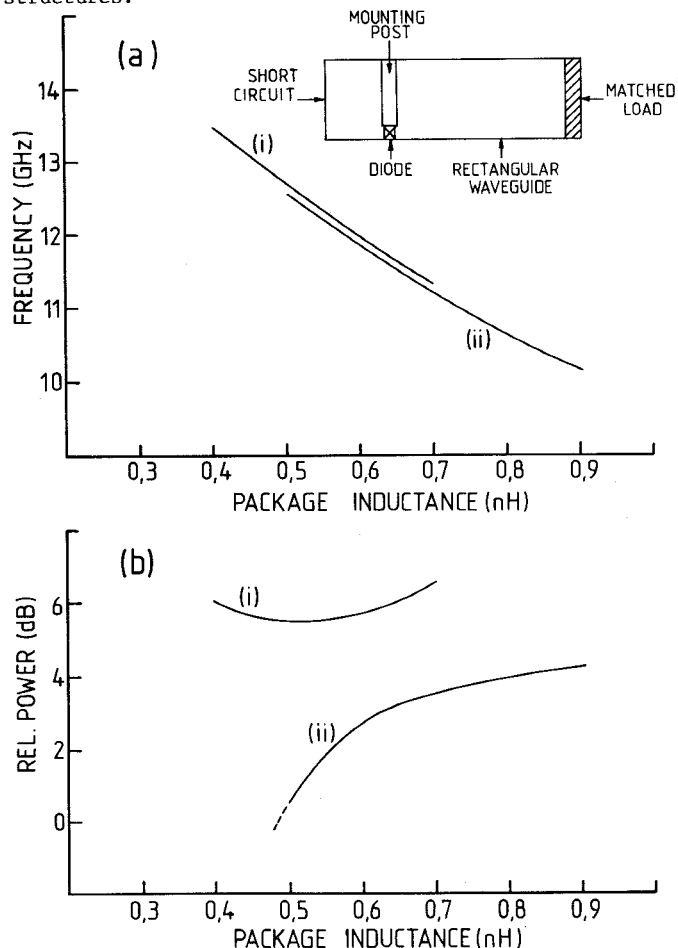 structures.
(a)
MOUNTING
POST
SHORT
CIRCUIT
MATCHED
LOAD
DIODE
RECTANGULAR
WAVEGUIDE
FREQUENCY (GHz)
14
13
12
11
10
(i)
(ii)
0,3 0,4 0,5 0,6 0,7 0,8 0,9
PACKAGE INDUCTANCE (nH)
(b)
REL. POWER (dB)
6
4
2
0
(i)
(ii)
0,3 0,4 0,5 0,6 0,7 0,8 0,9
PACKAGE INDUCTANCE (nH)